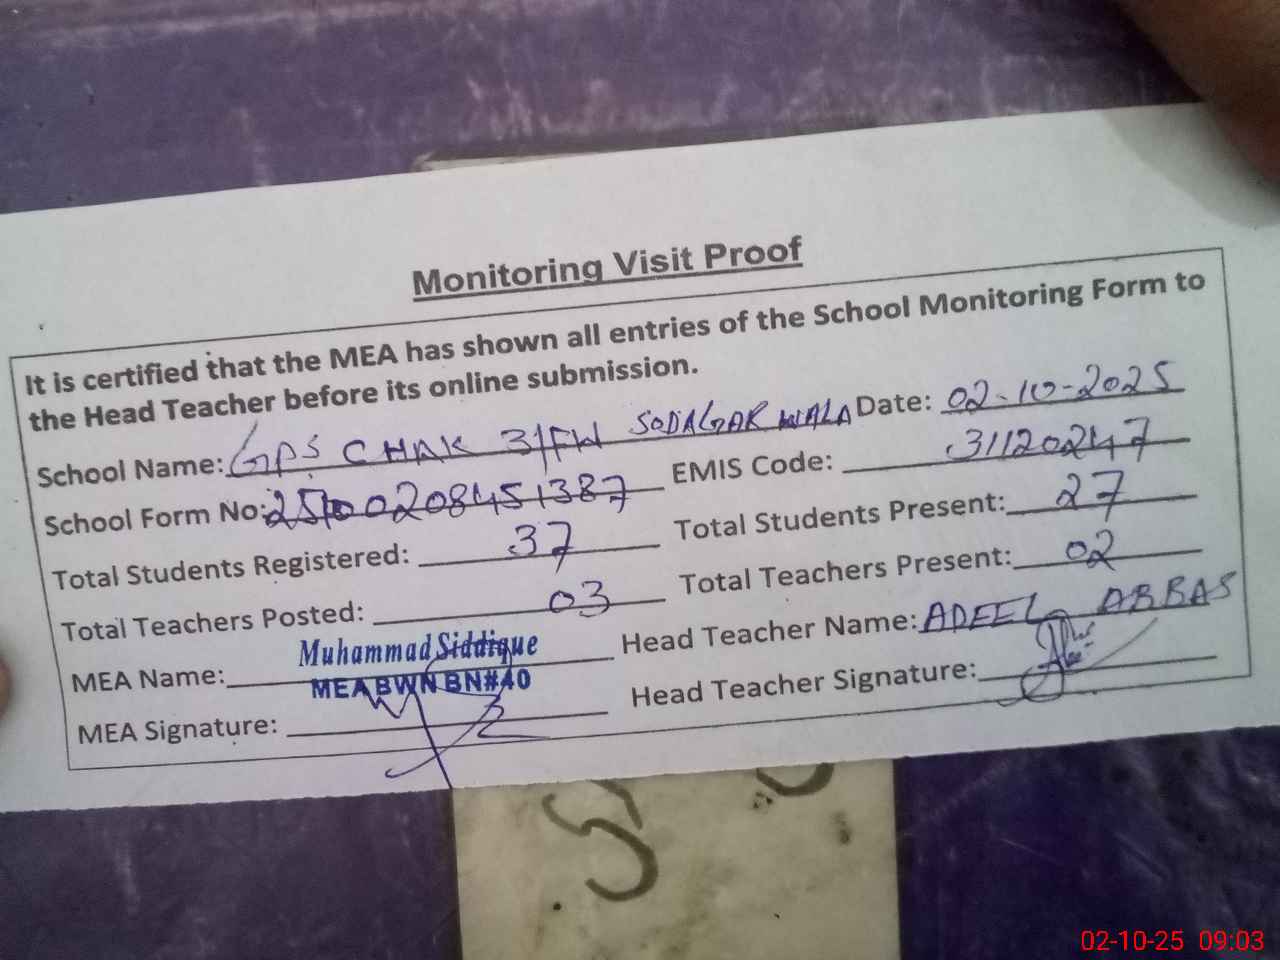 Monitoring Visit Proof
It is certified that the MEA has shown all entries of the School Monitoring Form to
the Head Teacher before its online submission.
School Name: GPS CHAK 31FW SODAGAR WALA Date: 02-10-2025
School Form No: EMIS Code: 31120247
Total Students Registered: 37 Total Students Present: 27
Total Teachers Posted: 03 Total Teachers Present: 02
MEA Name: Muhammad Siddique Head Teacher Name: ADEEL ABBAS
MEA BWN BN#40
MEA Signature: Head Teacher Signature:
02-10-25 09:03